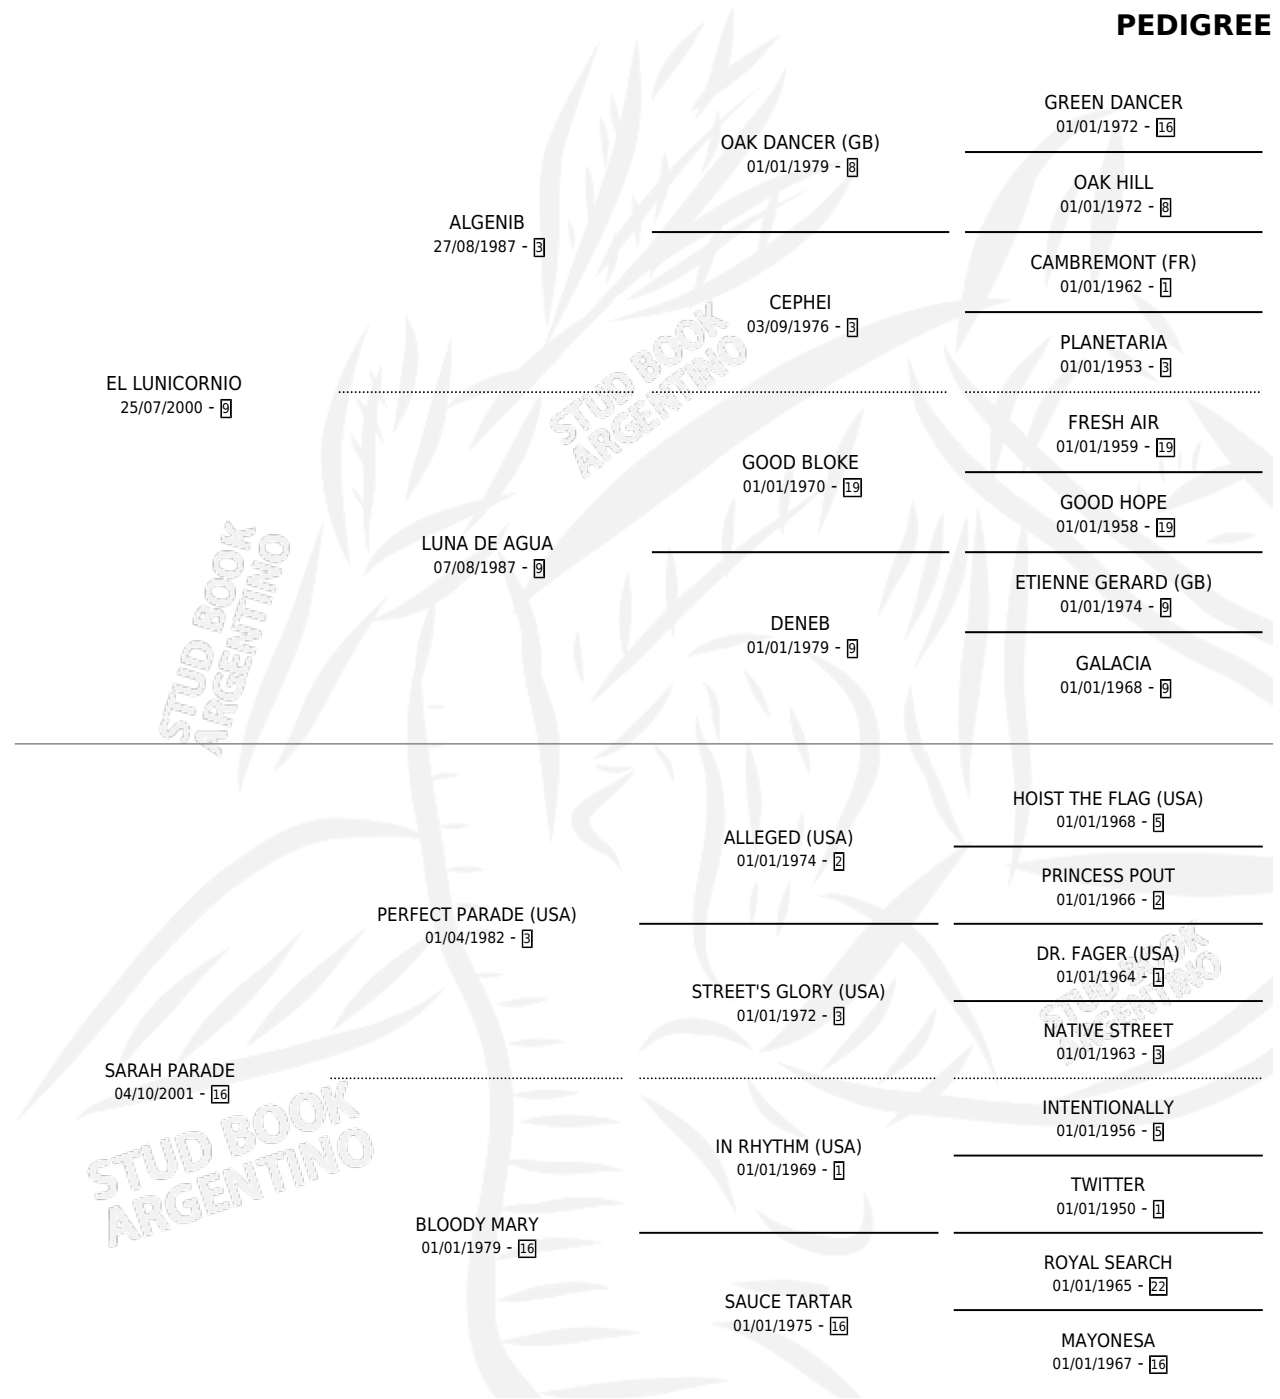 PEDIGREE
GREEN DANCER
01/01/1972 - 16
OAK DANCER (GB)
01/01/1979 - 8
OAK HILL
01/01/1972 - 8
ALGENIB
27/08/1987 - 3
CAMBREMONT (FR)
01/01/1962 - 1
CEPHEI
03/09/1976 - 3
PLANETARIA
01/01/1953 - 3
EL LUNICORNIO
25/07/2000 - 9
FRESH AIR
01/01/1959 - 19
GOOD BLOKE
01/01/1970 - 19
GOOD HOPE
01/01/1958 - 19
LUNA DE AGUA
07/08/1987 - 9
ETIENNE GERARD (GB)
01/01/1974 - 9
DENEB
01/01/1979 - 9
GALACIA
01/01/1968 - 9
HOIST THE FLAG (USA)
01/01/1968 - 5
ALLEGED (USA)
01/01/1974 - 2
PRINCESS POUT
01/01/1966 - 2
PERFECT PARADE (USA)
01/04/1982 - 3
DR. FAGER (USA)
01/01/1964 - 1
STREET'S GLORY (USA)
01/01/1972 - 3
NATIVE STREET
01/01/1963 - 3
SARAH PARADE
04/10/2001 - 16
INTENTIONALLY
01/01/1956 - 5
IN RHYTHM (USA)
01/01/1969 - 1
TWITTER
01/01/1950 - 1
BLOODY MARY
01/01/1979 - 16
ROYAL SEARCH
01/01/1965 - 22
SAUCE TARTAR
01/01/1975 - 16
MAYONESA
01/01/1967 - 16
STUD BOOK
ARGENTINO
STUD BOOK
ARGENTINO
STUD BOOK
ARGENTINO
STUD BOOK
ARGENTINO